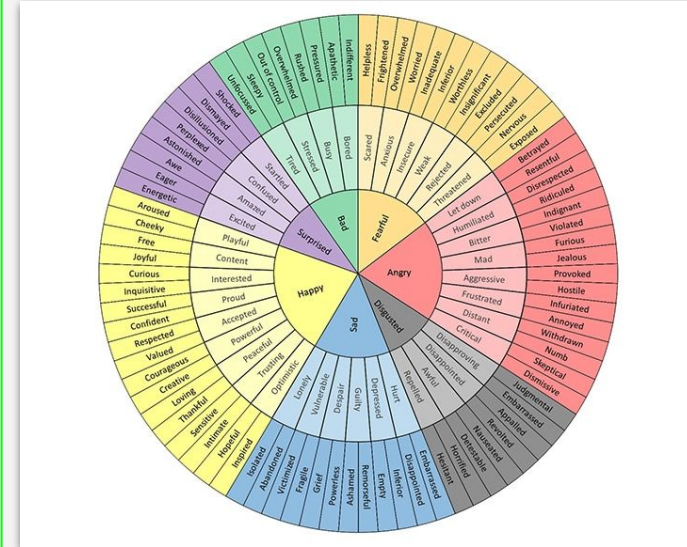 Fearful
Angry
Disgusted
Sad
Happy
Surprised
Bad
Scared
Anxious
Insecure
Weak
Rejected
Threatened
Let down
Humiliated
Bitter
Mad
Aggressive
Frustrated
Distant
Critical
Disapproving
Disappointed
Awful
Repelled
Hurt
Depressed
Guilty
Despair
Vulnerable
Lonely
Optimistic
Trusting
Peaceful
Powerful
Accepted
Proud
Interested
Content
Playful
Excited
Amazed
Confused
Startled
Tired
Stressed
Busy
Bored
Helpless
Frightened
Overwhelmed
Worried
Inadequate
Inferior
Worthless
Insignificant
Excluded
Persecuted
Nervous
Exposed
Betrayed
Resentful
Disrespected
Ridiculed
Indignant
Violated
Furious
Jealous
Provoked
Hostile
Infuriated
Annoyed
Withdrawn
Numb
Skeptical
Dismissive
Judgmental
Embarrassed
Appalled
Revolted
Nauseated
Detestable
Horrified
Hesitant
Embarrassed
Disappointed
Inferior
Empty
Remorseful
Ashamed
Powerless
Grief
Fragile
Victimized
Abandoned
Isolated
Inspired
Hopeful
Intimate
Sensitive
Thankful
Loving
Creative
Courageous
Valued
Respected
Confident
Successful
Inquisitive
Curious
Joyful
Free
Cheeky
Aroused
Energetic
Eager
Awe
Astonished
Perplexed
Disillusioned
Dismayed
Shocked
Unfocussed
Sleepy
Out of control
Overwhelmed
Rushed
Pressured
Apathetic
Indifferent